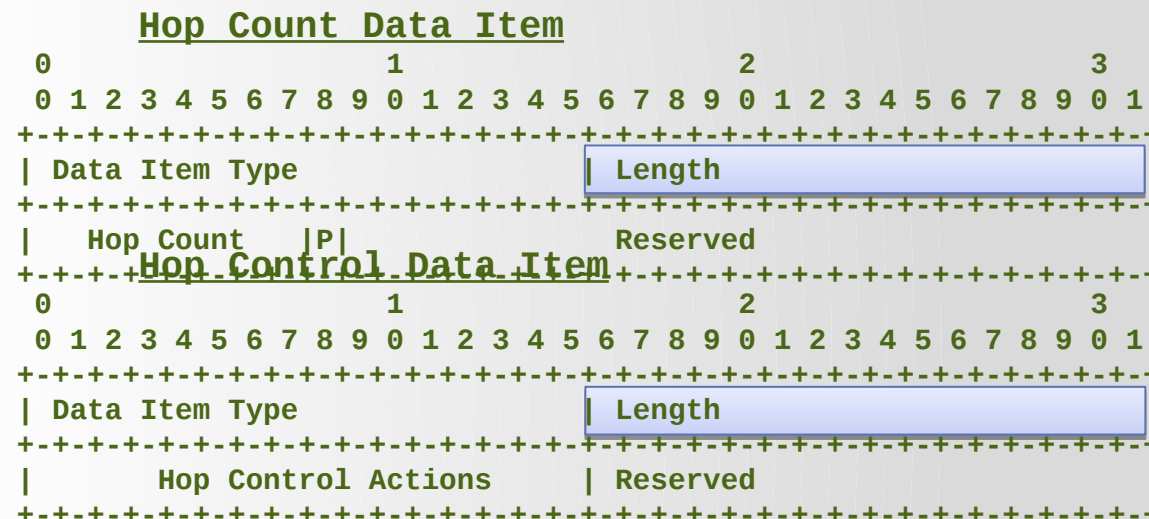 Hop Count Data Item
0                   1                   2                   3
0 1 2 3 4 5 6 7 8 9 0 1 2 3 4 5 6 7 8 9 0 1 2 3 4 5 6 7 8 9 0 1
+-+-+-+-+-+-+-+-+-+-+-+-+-+-+-+-+-+-+-+-+-+-+-+-+-+-+-+-+-+-+-+-
| Data Item Type                | Length
+-+-+-+-+-+-+-+-+-+-+-+-+-+-+-+-+-+-+-+-+-+-+-+-+-+-+-+-+-+-+-+-
|   Hop Count   |P|               Reserved
+-+-+-+-+-+-+-+-+-+-+-+-+-+-+-+-+-+-+-+-+-+-+-+-+-+-+-+-+-+-+-+-
Hop Control Data Item
0                   1                   2                   3
0 1 2 3 4 5 6 7 8 9 0 1 2 3 4 5 6 7 8 9 0 1 2 3 4 5 6 7 8 9 0 1
+-+-+-+-+-+-+-+-+-+-+-+-+-+-+-+-+-+-+-+-+-+-+-+-+-+-+-+-+-+-+-+-
| Data Item Type                | Length
+-+-+-+-+-+-+-+-+-+-+-+-+-+-+-+-+-+-+-+-+-+-+-+-+-+-+-+-+-+-+-+-
|       Hop Control Actions     | Reserved
+-+-+-+-+-+-+-+-+-+-+-+-+-+-+-+-+-+-+-+-+-+-+-+-+-+-+-+-+-+-+-+-